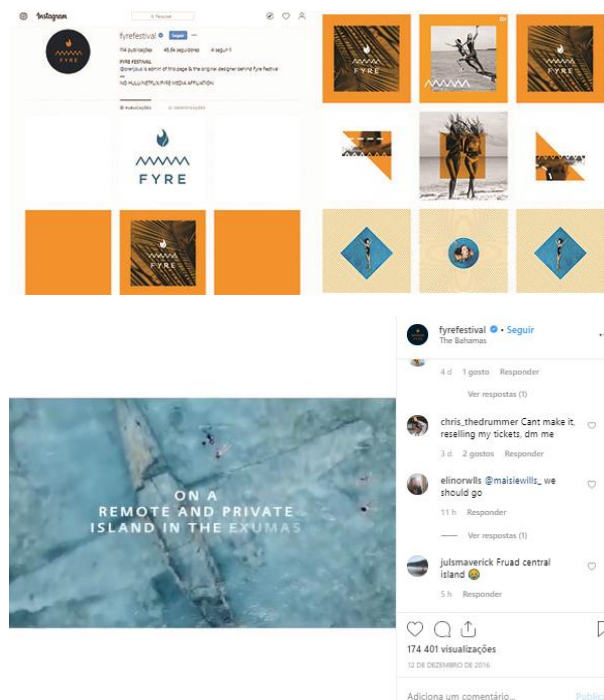 Instagram
Pesquisar
fyrefestival
Seguir
114 publicações 45,6k seguidores A seguir 1
FYRE FESTIVAL
NO HULU/NETFLIX/FYRE MEDIA AFFILIATION
PUBLICAÇÕES
FYRE
FYRE
FYRE
FYRE
fyrefestival • Seguir
The Bahamas
4 d 1 gosto Responder
Ver respostas (1)
chris_thedrummer Cant make it,
reselling my tickets, dm me
3 d 2 gostos Responder
elinorwlls @maisiewills_ we
should go
11 h Responder
Ver respostas (1)
julsmaverick Fruad central
island 😂
5 h Responder
ON A
REMOTE AND PRIVATE
ISLAND IN THE EXUMAS
174 401 visualizações
12 DE DEZEMBRO DE 2016
Adiciona um comentário...